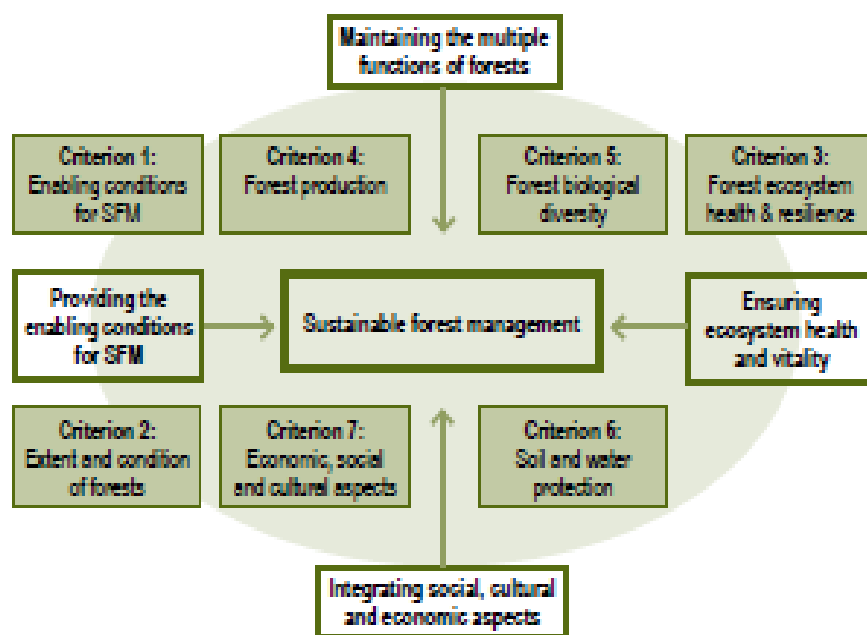 Maintaining the multiple
functions of forests
Criterion 1:
Enabling conditions
for SFM
Criterion 4:
Forest production
Criterion 5:
Forest biological
diversity
Criterion 3:
Forest ecosystem
health & resilience
Providing the
enabling conditions
for SFM
Sustainable forest management
Ensuring
ecosystem health
and vitality
Criterion 2:
Extent and condition
of forests
Criterion 7:
Economic, social
and cultural aspects
Criterion 6:
Soil and water
protection
Integrating social, cultural
and economic aspects